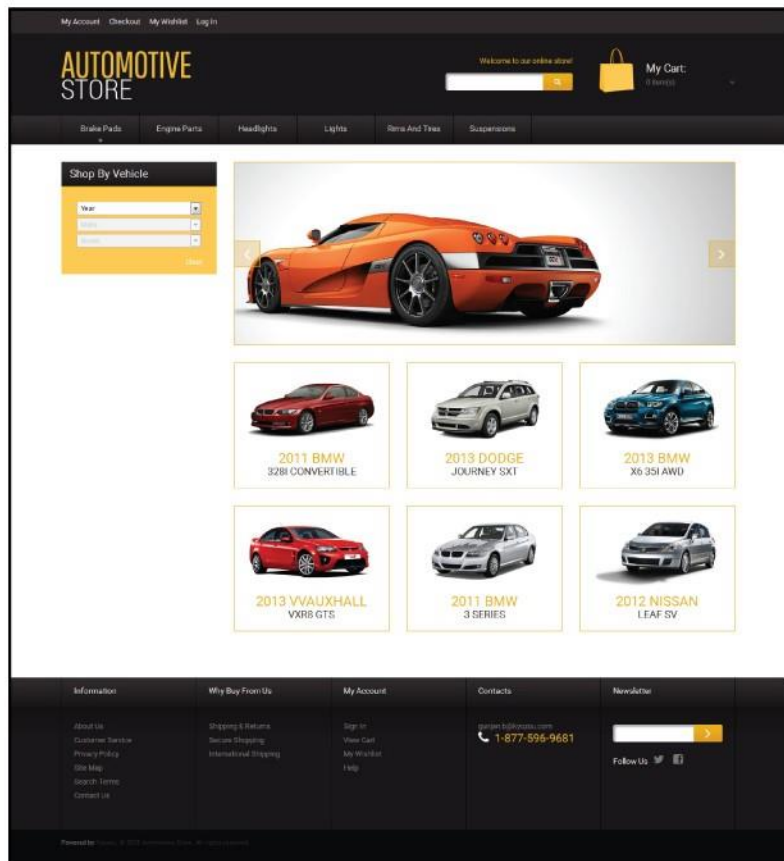 My Account Checkout My Wishlist Log In
AUTOMOTIVE
STORE
Welcome to our online store!
My Cart:
0 item(s)
Brake Pads Engine Parts Headlights Lights Rims And Tires Suspensions
Shop By Vehicle
Year
2011 BMW
328I CONVERTIBLE
2013 DODGE
JOURNEY SXT
2013 BMW
X6 35I AWD
2013 VVAUXHALL
VXR8 GTS
2011 BMW
3 SERIES
2012 NISSAN
LEAF SV
Information
About Us
Customer Service
Privacy Policy
Site Map
Search Terms
Contact Us
Why Buy From Us
Shipping & Returns
Secure Shopping
International Shipping
My Account
Sign In
View Cart
My Wishlist
Help
Contacts
1-877-596-9681
Newsletter
Follow Us
Powered by